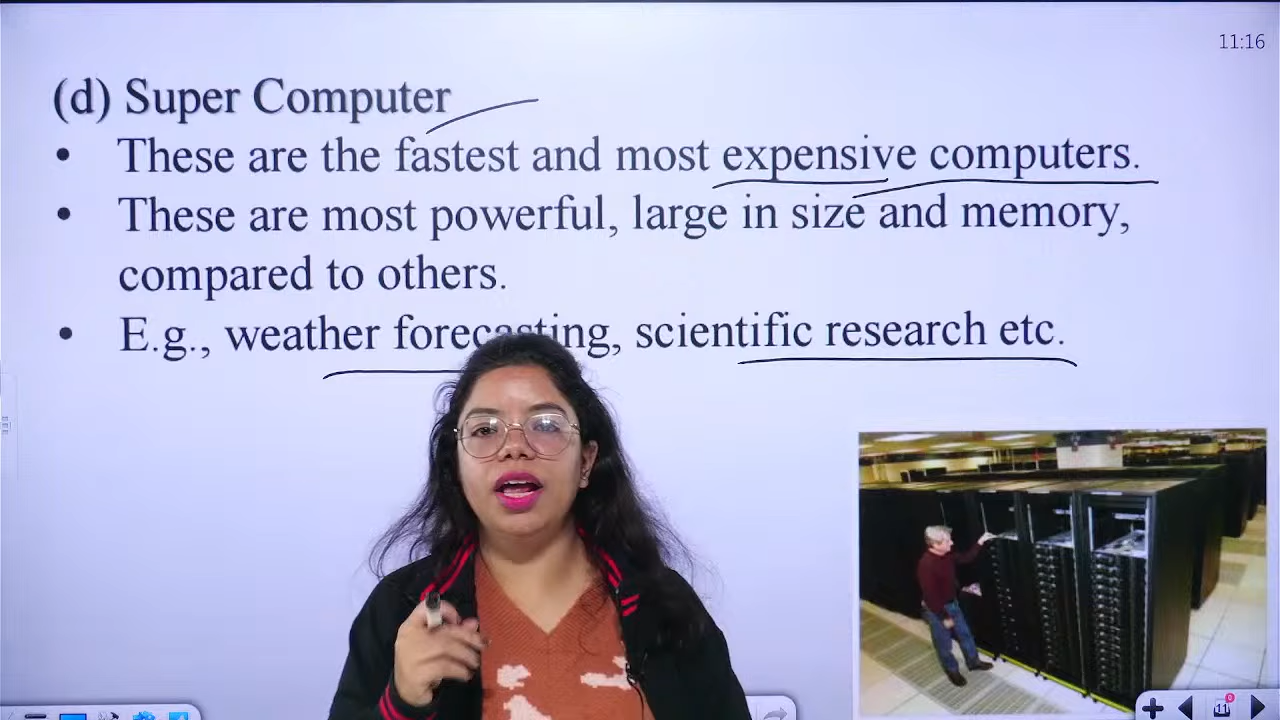 11:16
(d) Super Computer
• These are the fastest and most expensive computers.
• These are most powerful, large in size and memory,
compared to others.
• E.g., weather forecasting, scientific research etc.
11